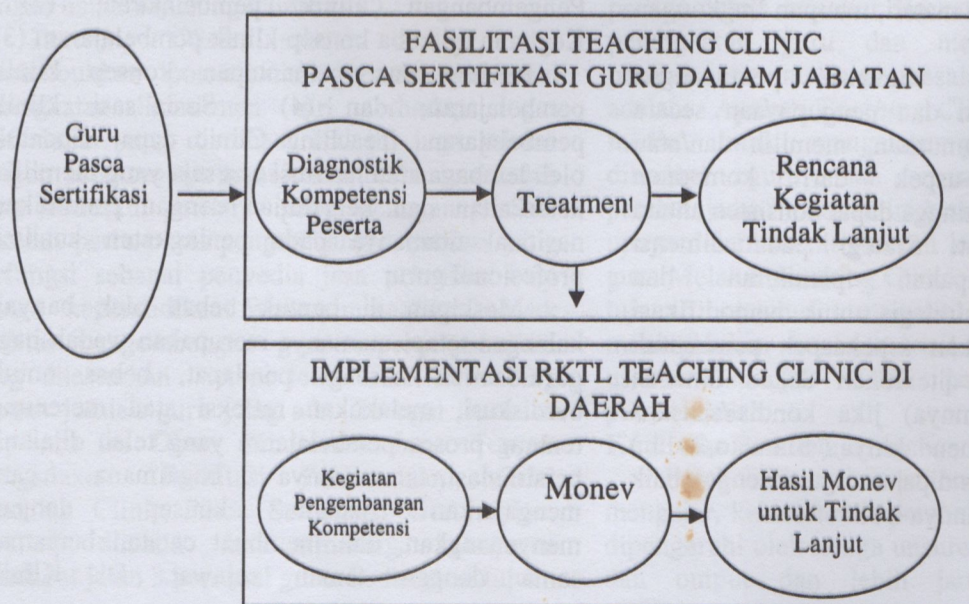 FASILITASI TEACHING CLINIC
PASCA SERTIFIKASI GURU DALAM JABATAN
Guru
Pasca
Sertifikasi
Diagnostik
Kompetensi
Peserta
Treatment
Rencana
Kegiatan
Tindak Lanjut
IMPLEMENTASI RKTL TEACHING CLINIC DI
DAERAH
Kegiatan
Pengembangan
Kompetensi
Monev
Hasil Monev
untuk Tindak
Lanjut